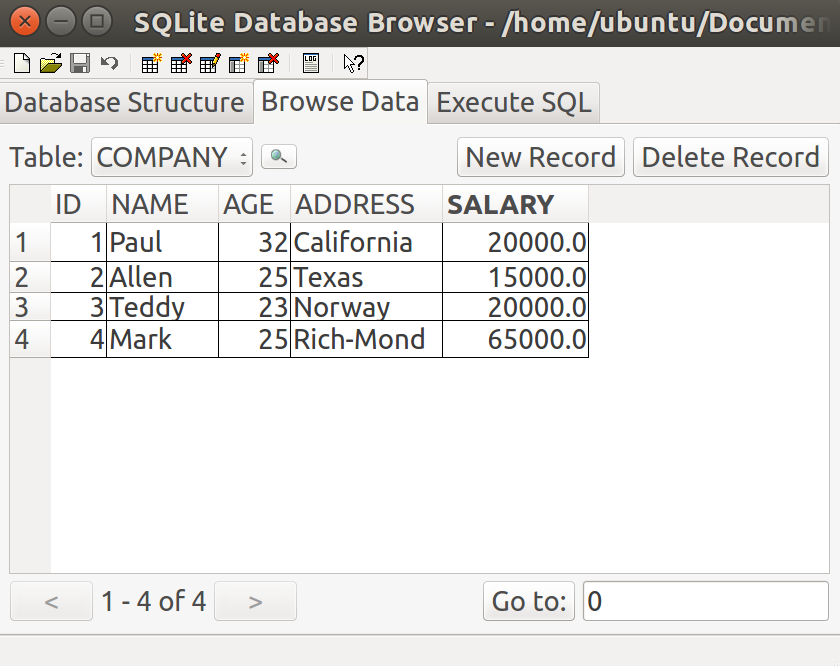 SQLite Database Browser - /home/ubuntu/Documen
LOG
Database Structure Browse Data Execute SQL
Table: COMPANY New Record Delete Record
ID NAME AGE ADDRESS SALARY
1 1 Paul 32 California 20000.0
2 2 Allen 25 Texas 15000.0
3 3 Teddy 23 Norway 20000.0
4 4 Mark 25 Rich-Mond 65000.0
< 1 - 4 of 4 > Go to: 0